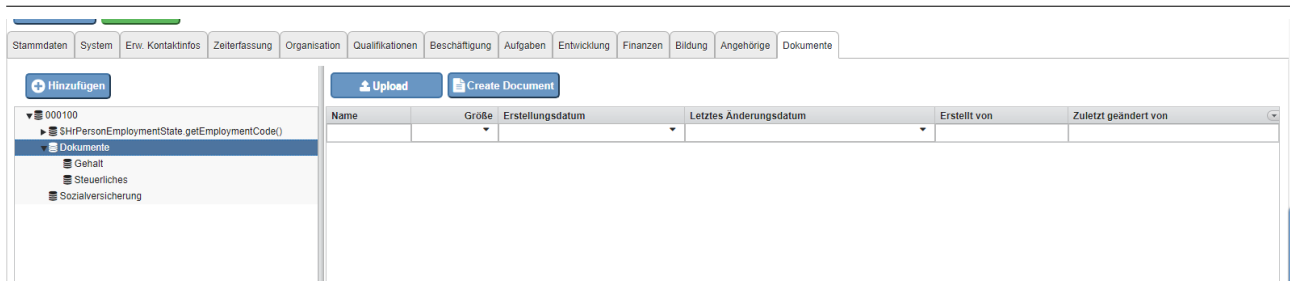 Stammdaten System Erw. Kontaktinfos Zeiterfassung Organisation Qualifikationen Beschäftigung Aufgaben Entwicklung Finanzen Bildung Angehörige Dokumente
Hinzufügen
Upload Create Document
000100
$HrPersonEmploymentState.getEmploymentCode()
Dokumente
Gehalt
Steuerliches
Sozialversicherung
Name Größe Erstellungsdatum Letztes Änderungsdatum Erstellt von Zuletzt geändert von